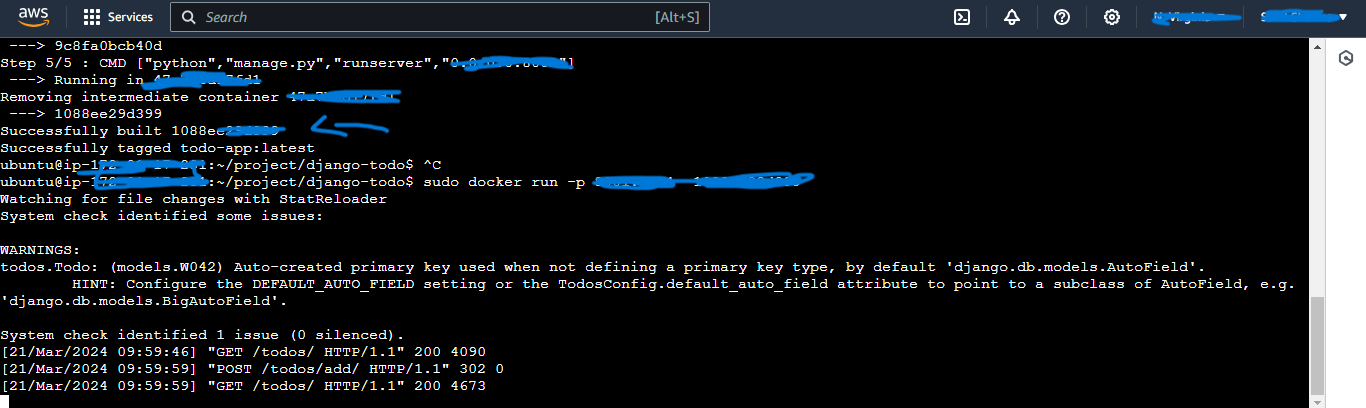 aws
Services
Search
[Alt+S]
---> 9c8fa0bcb40d
Step 5/5 : CMD ["python","manage.py","runserver","0.
---> Running in
Removing intermediate container
---> 1088ee29d399
Successfully built 1088ee
Successfully tagged todo-app:latest
ubuntu@ip-172 :~/project/django-todo$ ^C
ubuntu@ip- :~/project/django-todo$ sudo docker run -p
Watching for file changes with StatReloader
System check identified some issues:
WARNINGS:
todos.Todo: (models.W042) Auto-created primary key used when not defining a primary key type, by default 'django.db.models.AutoField'.
HINT: Configure the DEFAULT_AUTO_FIELD setting or the TodosConfig.default_auto_field attribute to point to a subclass of AutoField, e.g.
'django.db.models.BigAutoField'.
System check identified 1 issue (0 silenced).
[21/Mar/2024 09:59:46] "GET /todos/ HTTP/1.1" 200 4090
[21/Mar/2024 09:59:59] "POST /todos/add/ HTTP/1.1" 302 0
[21/Mar/2024 09:59:59] "GET /todos/ HTTP/1.1" 200 4673